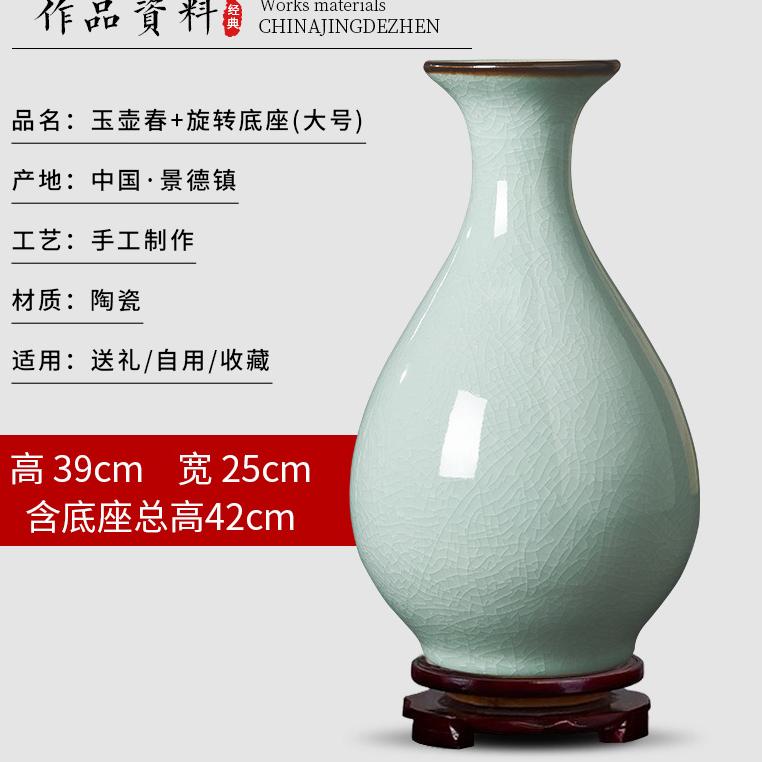 作品資料
经典
Works materials
CHINAJINGDEZHEN
品名：玉壶春+旋转底座(大号)
产地：中国·景德镇
工艺：手工制作
材质：陶瓷
适用：送礼/自用/收藏
高 39cm 宽 25cm
含底座总高42cm